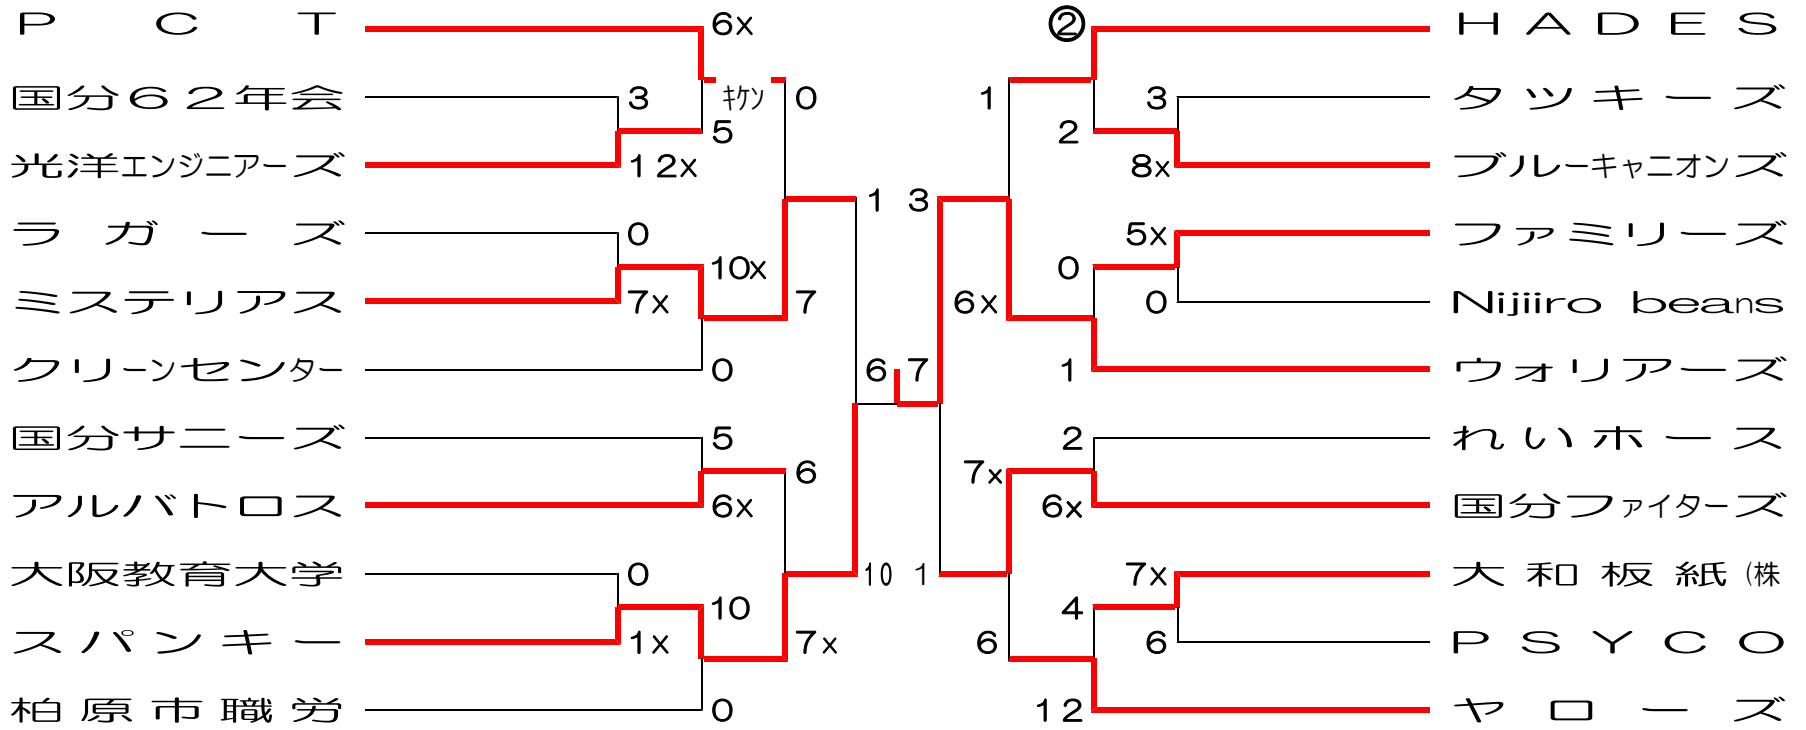 ＰＣＴ 6x ② ＨＡＤＥＳ
ｷｹﾝ
国分６２年会 3 0 1 3 タツキーズ
5 2
光洋エンジニアーズ 12x 8x ブルーキャニオンズ
1 3
ラガーズ 0 5x ファミリーズ
10x 0
ミステリアス 7x 7 6x 0 Nijiiro beans
クリーンセンター 0 6 7 1 ウォリアーズ
国分サニーズ 5 2 れいホース
6 7x
アルバトロス 6x 6x 国分ファイターズ
大阪教育大学 0 10 1 7x 大和板紙㈱
10 4
スパンキー 1x 7x 6 6 ＰＳＹＣＯ
柏原市職労 0 12 ヤローズ